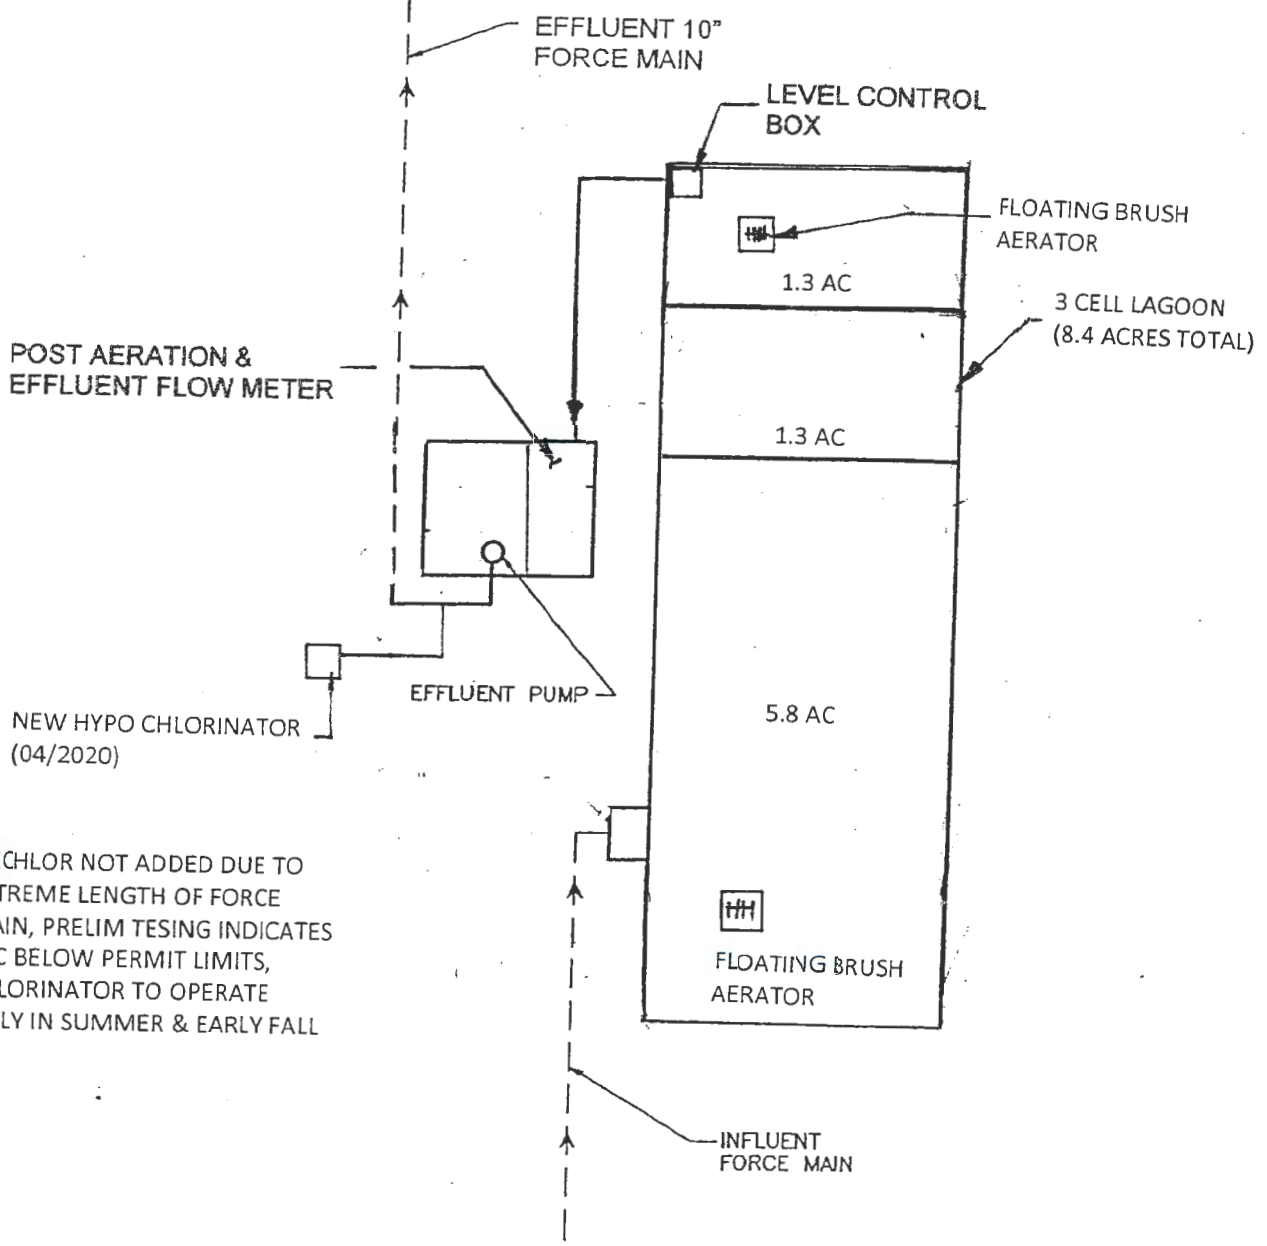 EFFLUENT 10"
FORCE MAIN
LEVEL CONTROL
BOX
FLOATING BRUSH
AERATOR
1.3 AC
3 CELL LAGOON
(8.4 ACRES TOTAL)
POST AERATION &
EFFLUENT FLOW METER
1.3 AC
EFFLUENT PUMP
5.8 AC
NEW HYPO CHLORINATOR
(04/2020)
CHLOR NOT ADDED DUE TO
TREME LENGTH OF FORCE
AIN, PRELIM TESING INDICATES
C BELOW PERMIT LIMITS,
LORINATOR TO OPERATE
LY IN SUMMER & EARLY FALL
FLOATING BRUSH
AERATOR
INFLUENT
FORCE MAIN